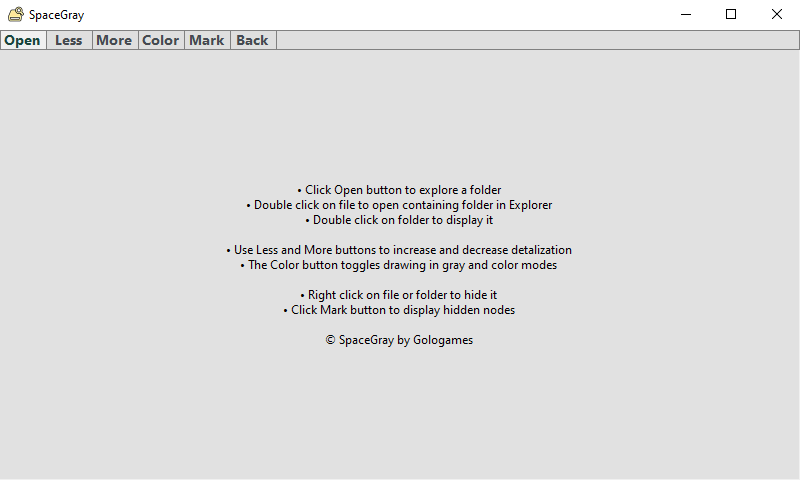 SpaceGray
Open Less More Color Mark Back
• Click Open button to explore a folder
• Double click on file to open containing folder in Explorer
• Double click on folder to display it
• Use Less and More buttons to increase and decrease detalization
• The Color button toggles drawing in gray and color modes
• Right click on file or folder to hide it
• Click Mark button to display hidden nodes
© SpaceGray by Gologames